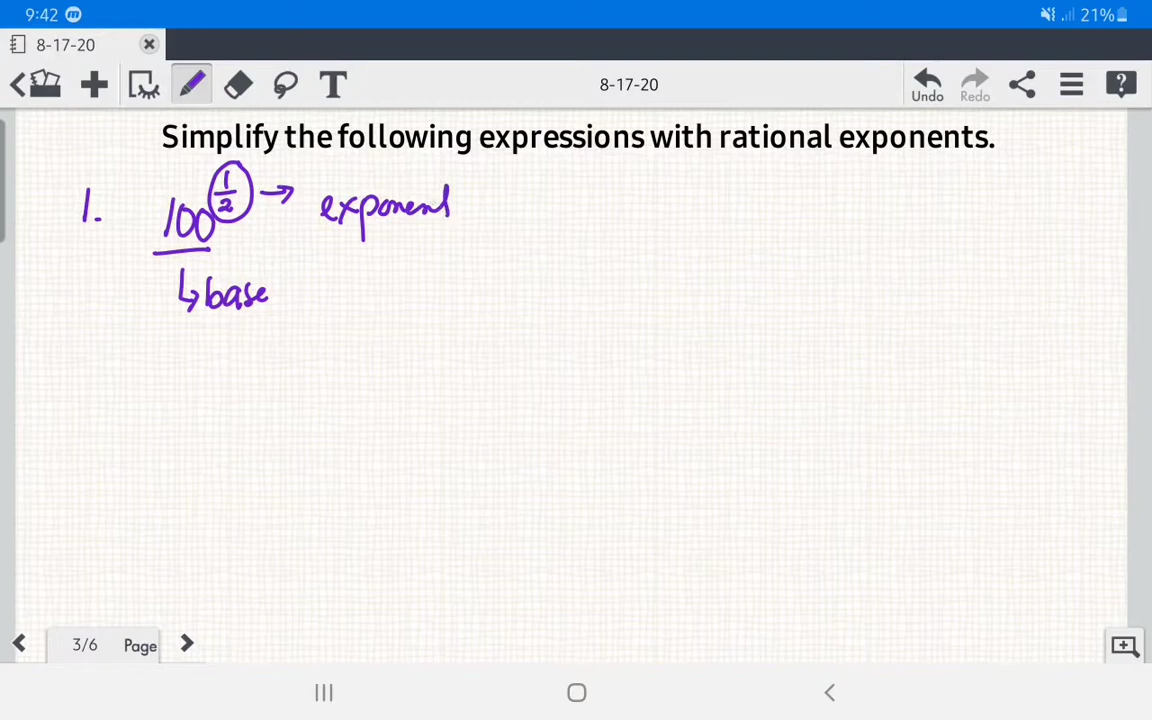 9:42 21%
8-17-20
T 8-17-20 Undo Redo ?
Simplify the following expressions with rational exponents.
1. 100^(1/2) → exponent
↳ base
3/6 Page